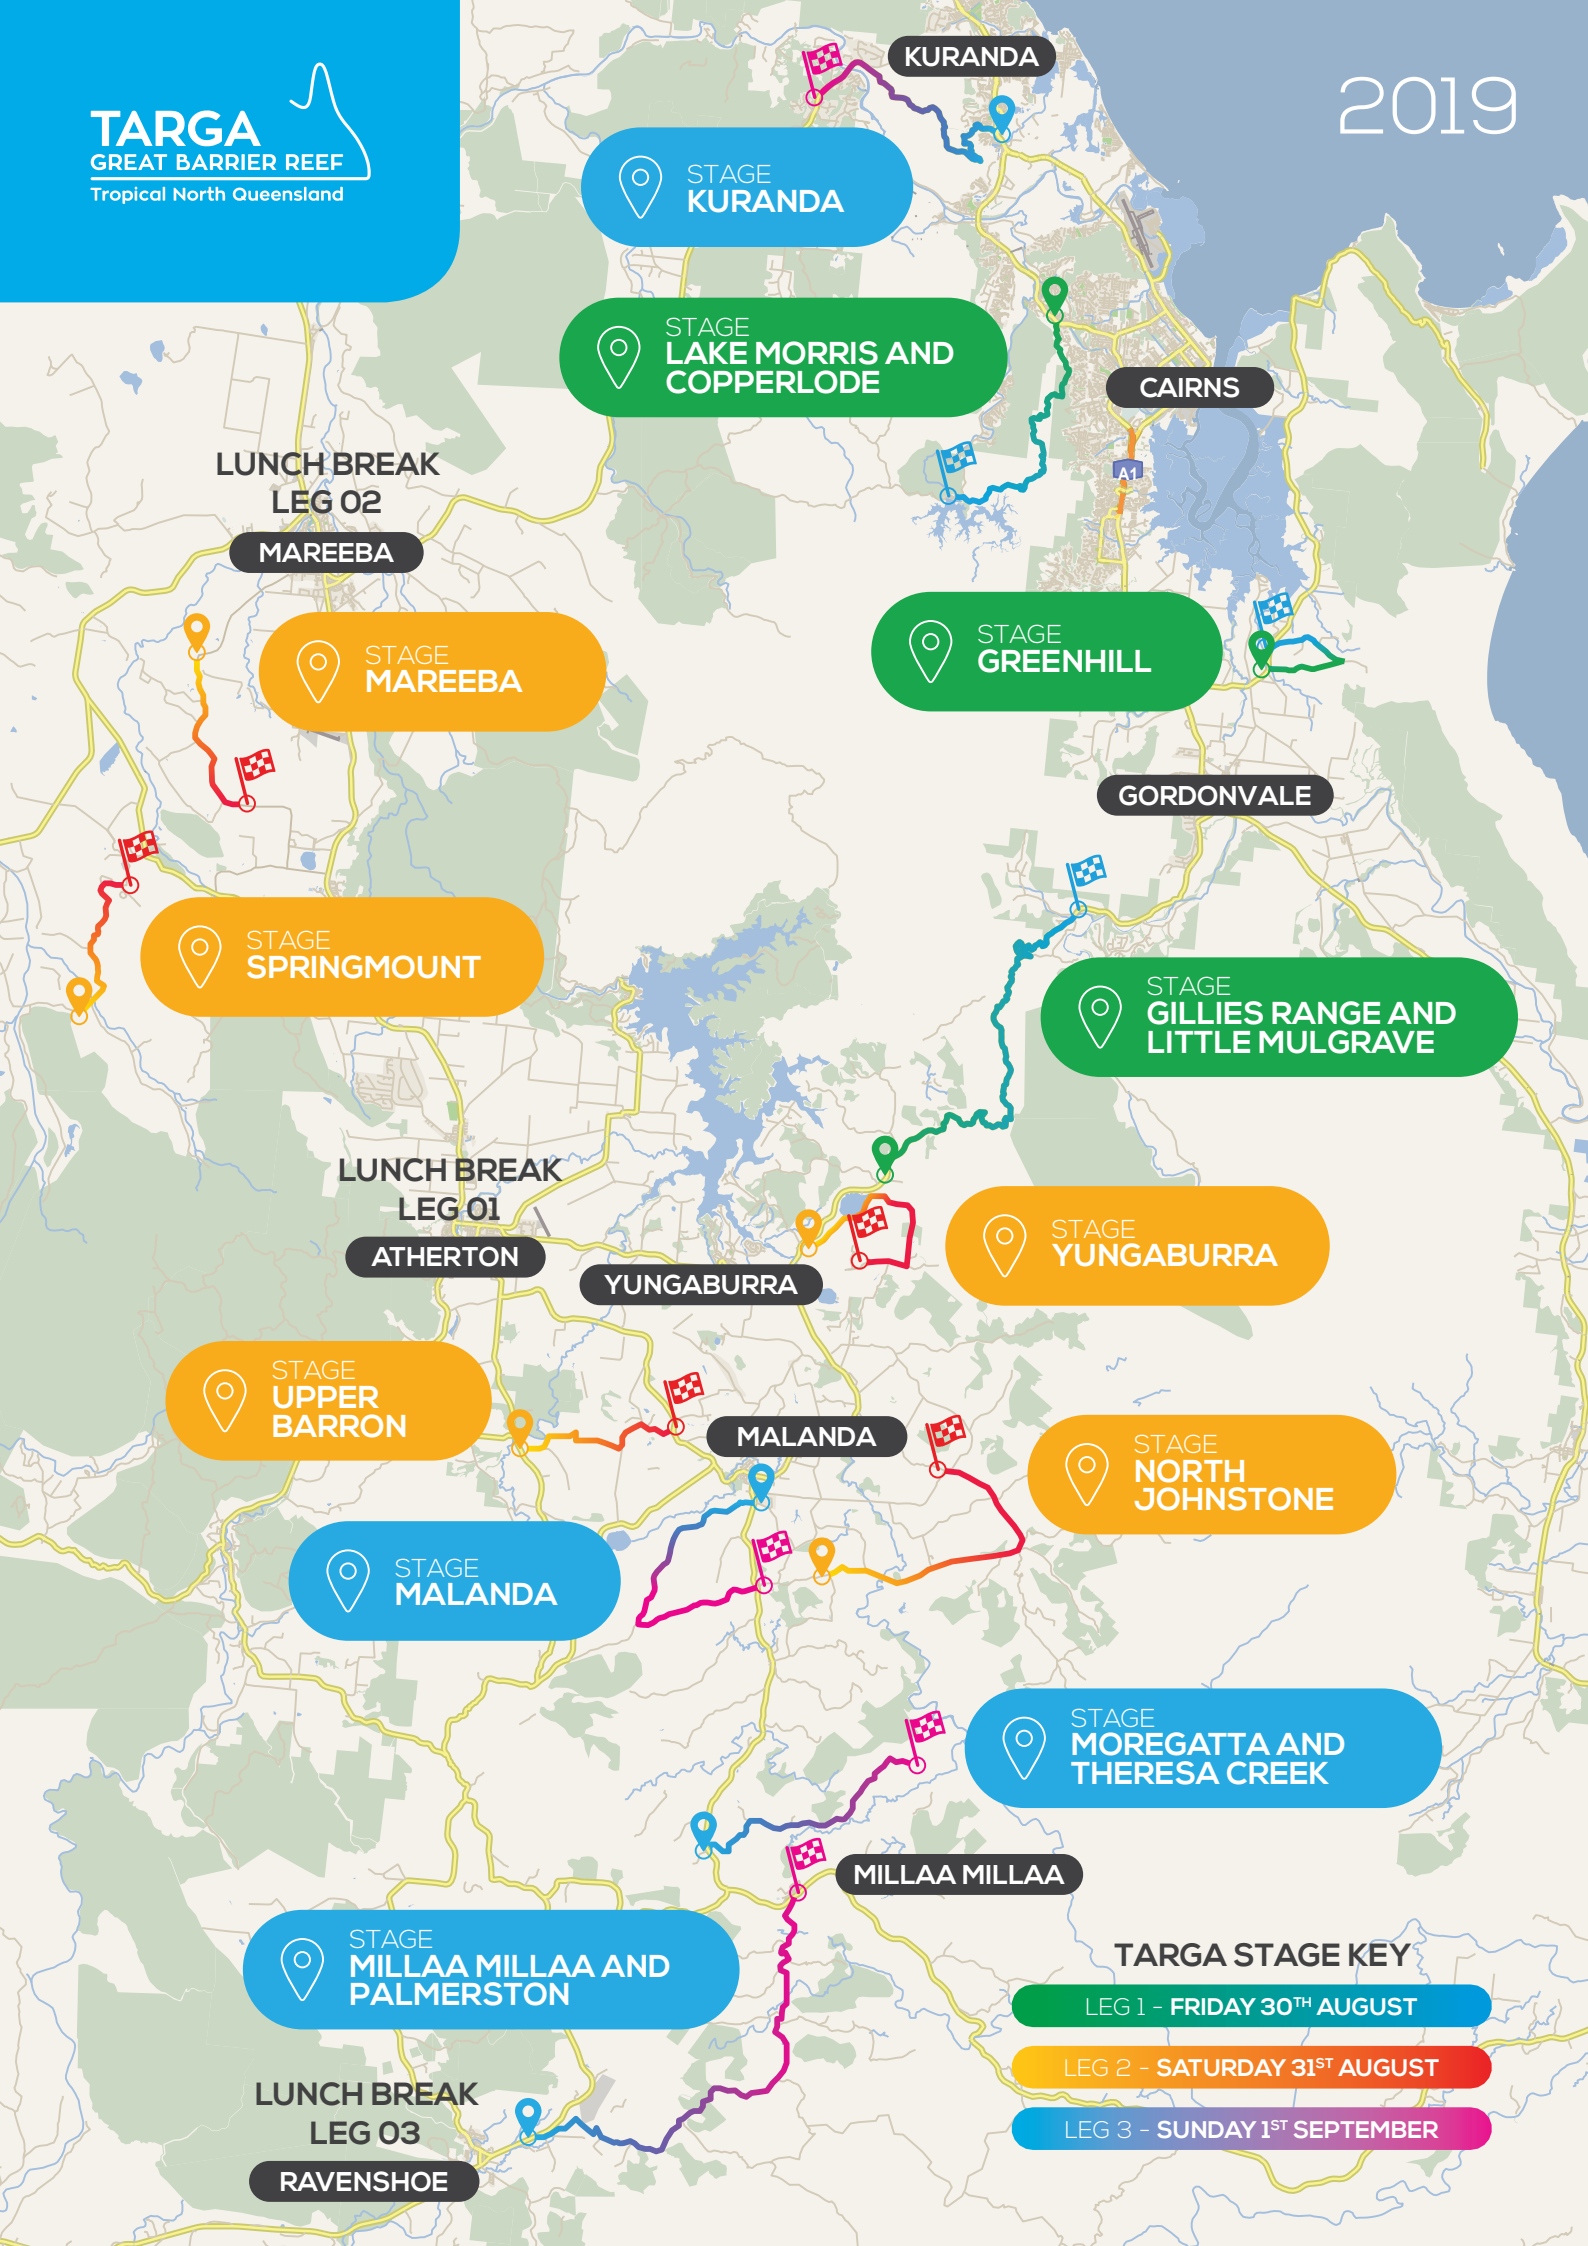 TARGA
GREAT BARRIER REEF
Tropical North Queensland
2019
KURANDA
STAGE
KURANDA
STAGE
LAKE MORRIS AND
COPPERLODE
CAIRNS
A1
LUNCH BREAK
LEG 02
MAREEBA
STAGE
MAREEBA
STAGE
GREENHILL
GORDONVALE
STAGE
SPRINGMOUNT
STAGE
GILLIES RANGE AND
LITTLE MULGRAVE
LUNCH BREAK
LEG 01
ATHERTON
YUNGABURRA
STAGE
YUNGABURRA
STAGE
UPPER
BARRON
MALANDA
STAGE
NORTH
JOHNSTONE
STAGE
MALANDA
STAGE
MOREGATTA AND
THERESA CREEK
MILLAA MILLAA
STAGE
MILLAA MILLAA AND
PALMERSTON
LUNCH BREAK
LEG 03
RAVENSHOE
TARGA STAGE KEY
LEG 1 - FRIDAY 30TH AUGUST
LEG 2 - SATURDAY 31ST AUGUST
LEG 3 - SUNDAY 1ST SEPTEMBER